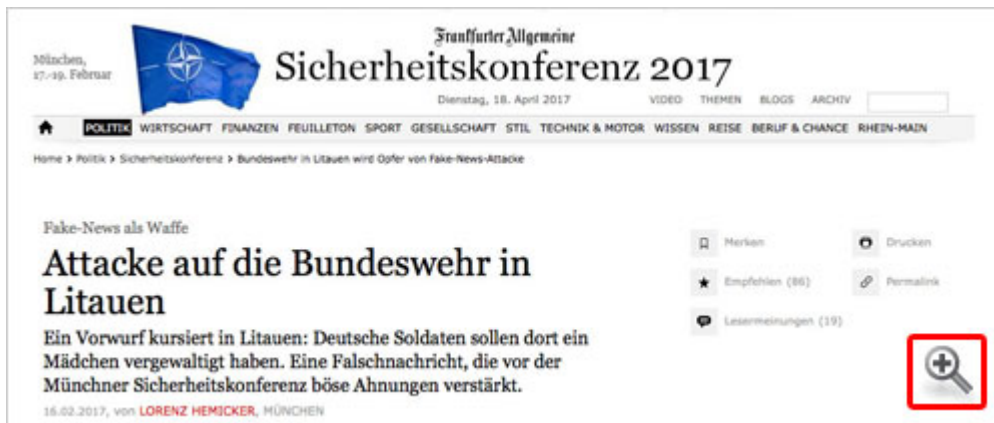 Frankfurter Allgemeine
München,
17.-19. Februar
Sicherheitskonferenz 2017
Dienstag, 18. April 2017
VIDEO THEMEN BLOGS ARCHIV
POLITIK WIRTSCHAFT FINANZEN FEUILLETON SPORT GESELLSCHAFT STIL TECHNIK & MOTOR WISSEN REISE BERUF & CHANCE RHEIN-MAIN
Home > Politik > Sicherheitskonferenz > Bundeswehr in Litauen wird Opfer von Fake-News-Attacke
Fake-News als Waffe
Attacke auf die Bundeswehr in
Litauen
Ein Vorwurf kursiert in Litauen: Deutsche Soldaten sollen dort ein
Mädchen vergewaltigt haben. Eine Falschnachricht, die vor der
Münchner Sicherheitskonferenz böse Ahnungen verstärkt.
16.02.2017, von LORENZ HEMICKER, MÜNCHEN
Merken Drucken
Empfehlen (86) Permalink
Lesermeinungen (19)